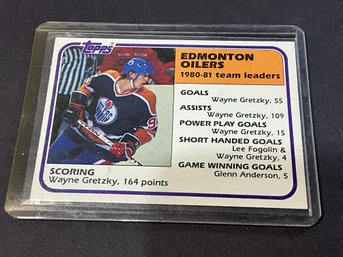 topps
EDMONTON
OILERS
1980-81 team leaders
GOALS
Wayne Gretzky, 55
ASSISTS
Wayne Gretzky, 109
POWER PLAY GOALS
Wayne Gretzky, 15
SHORT HANDED GOALS
Lee Fogolin &
Wayne Gretzky, 4
GAME WINNING GOALS
Glenn Anderson, 5
SCORING
Wayne Gretzky, 164 points